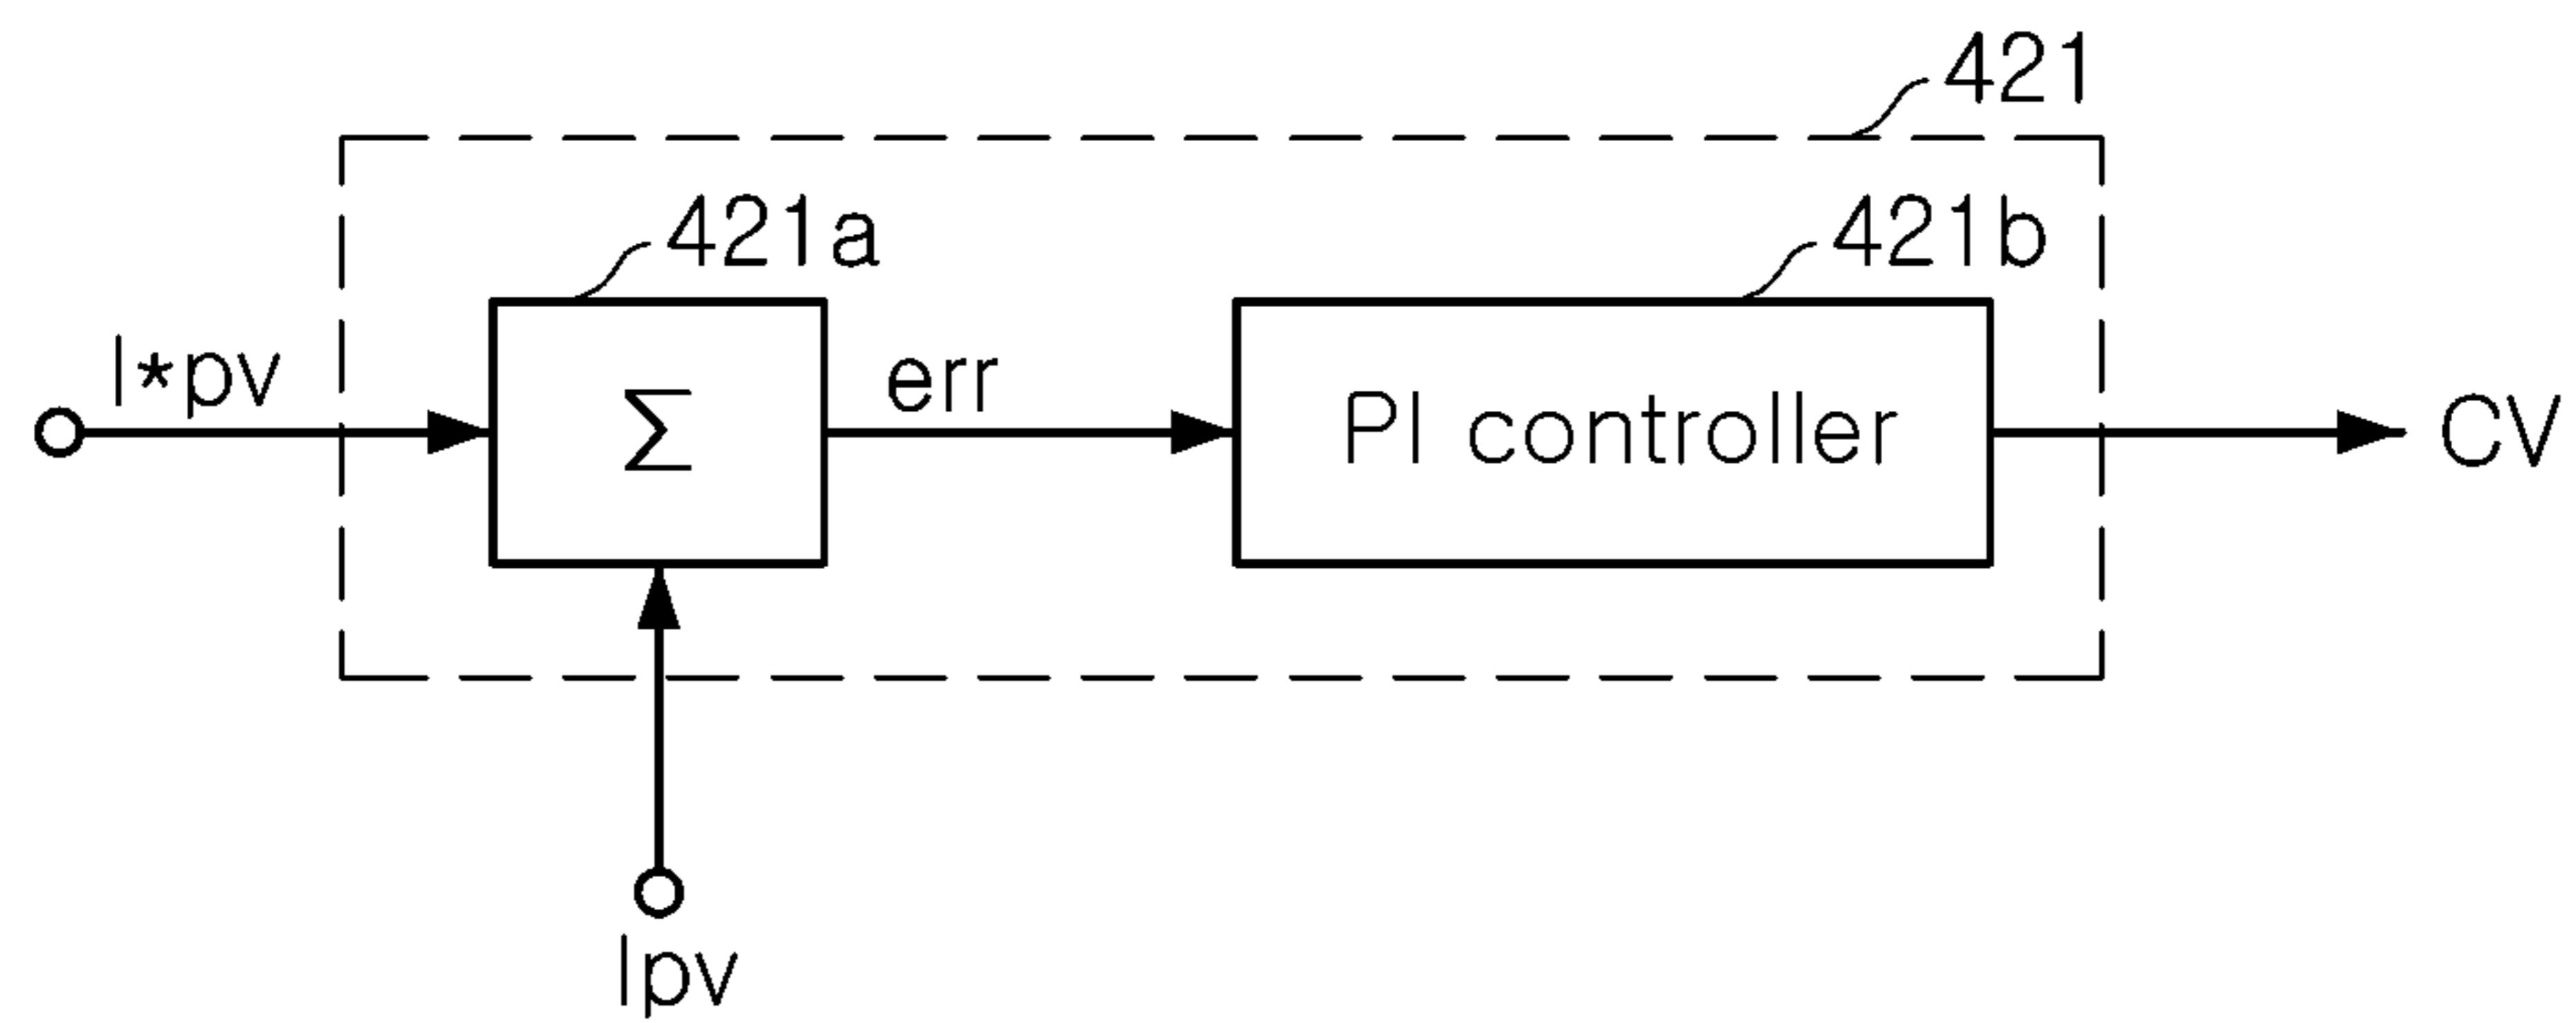 421
421a
421b
I*pv
Σ
err
PI controller
CV
Ipv